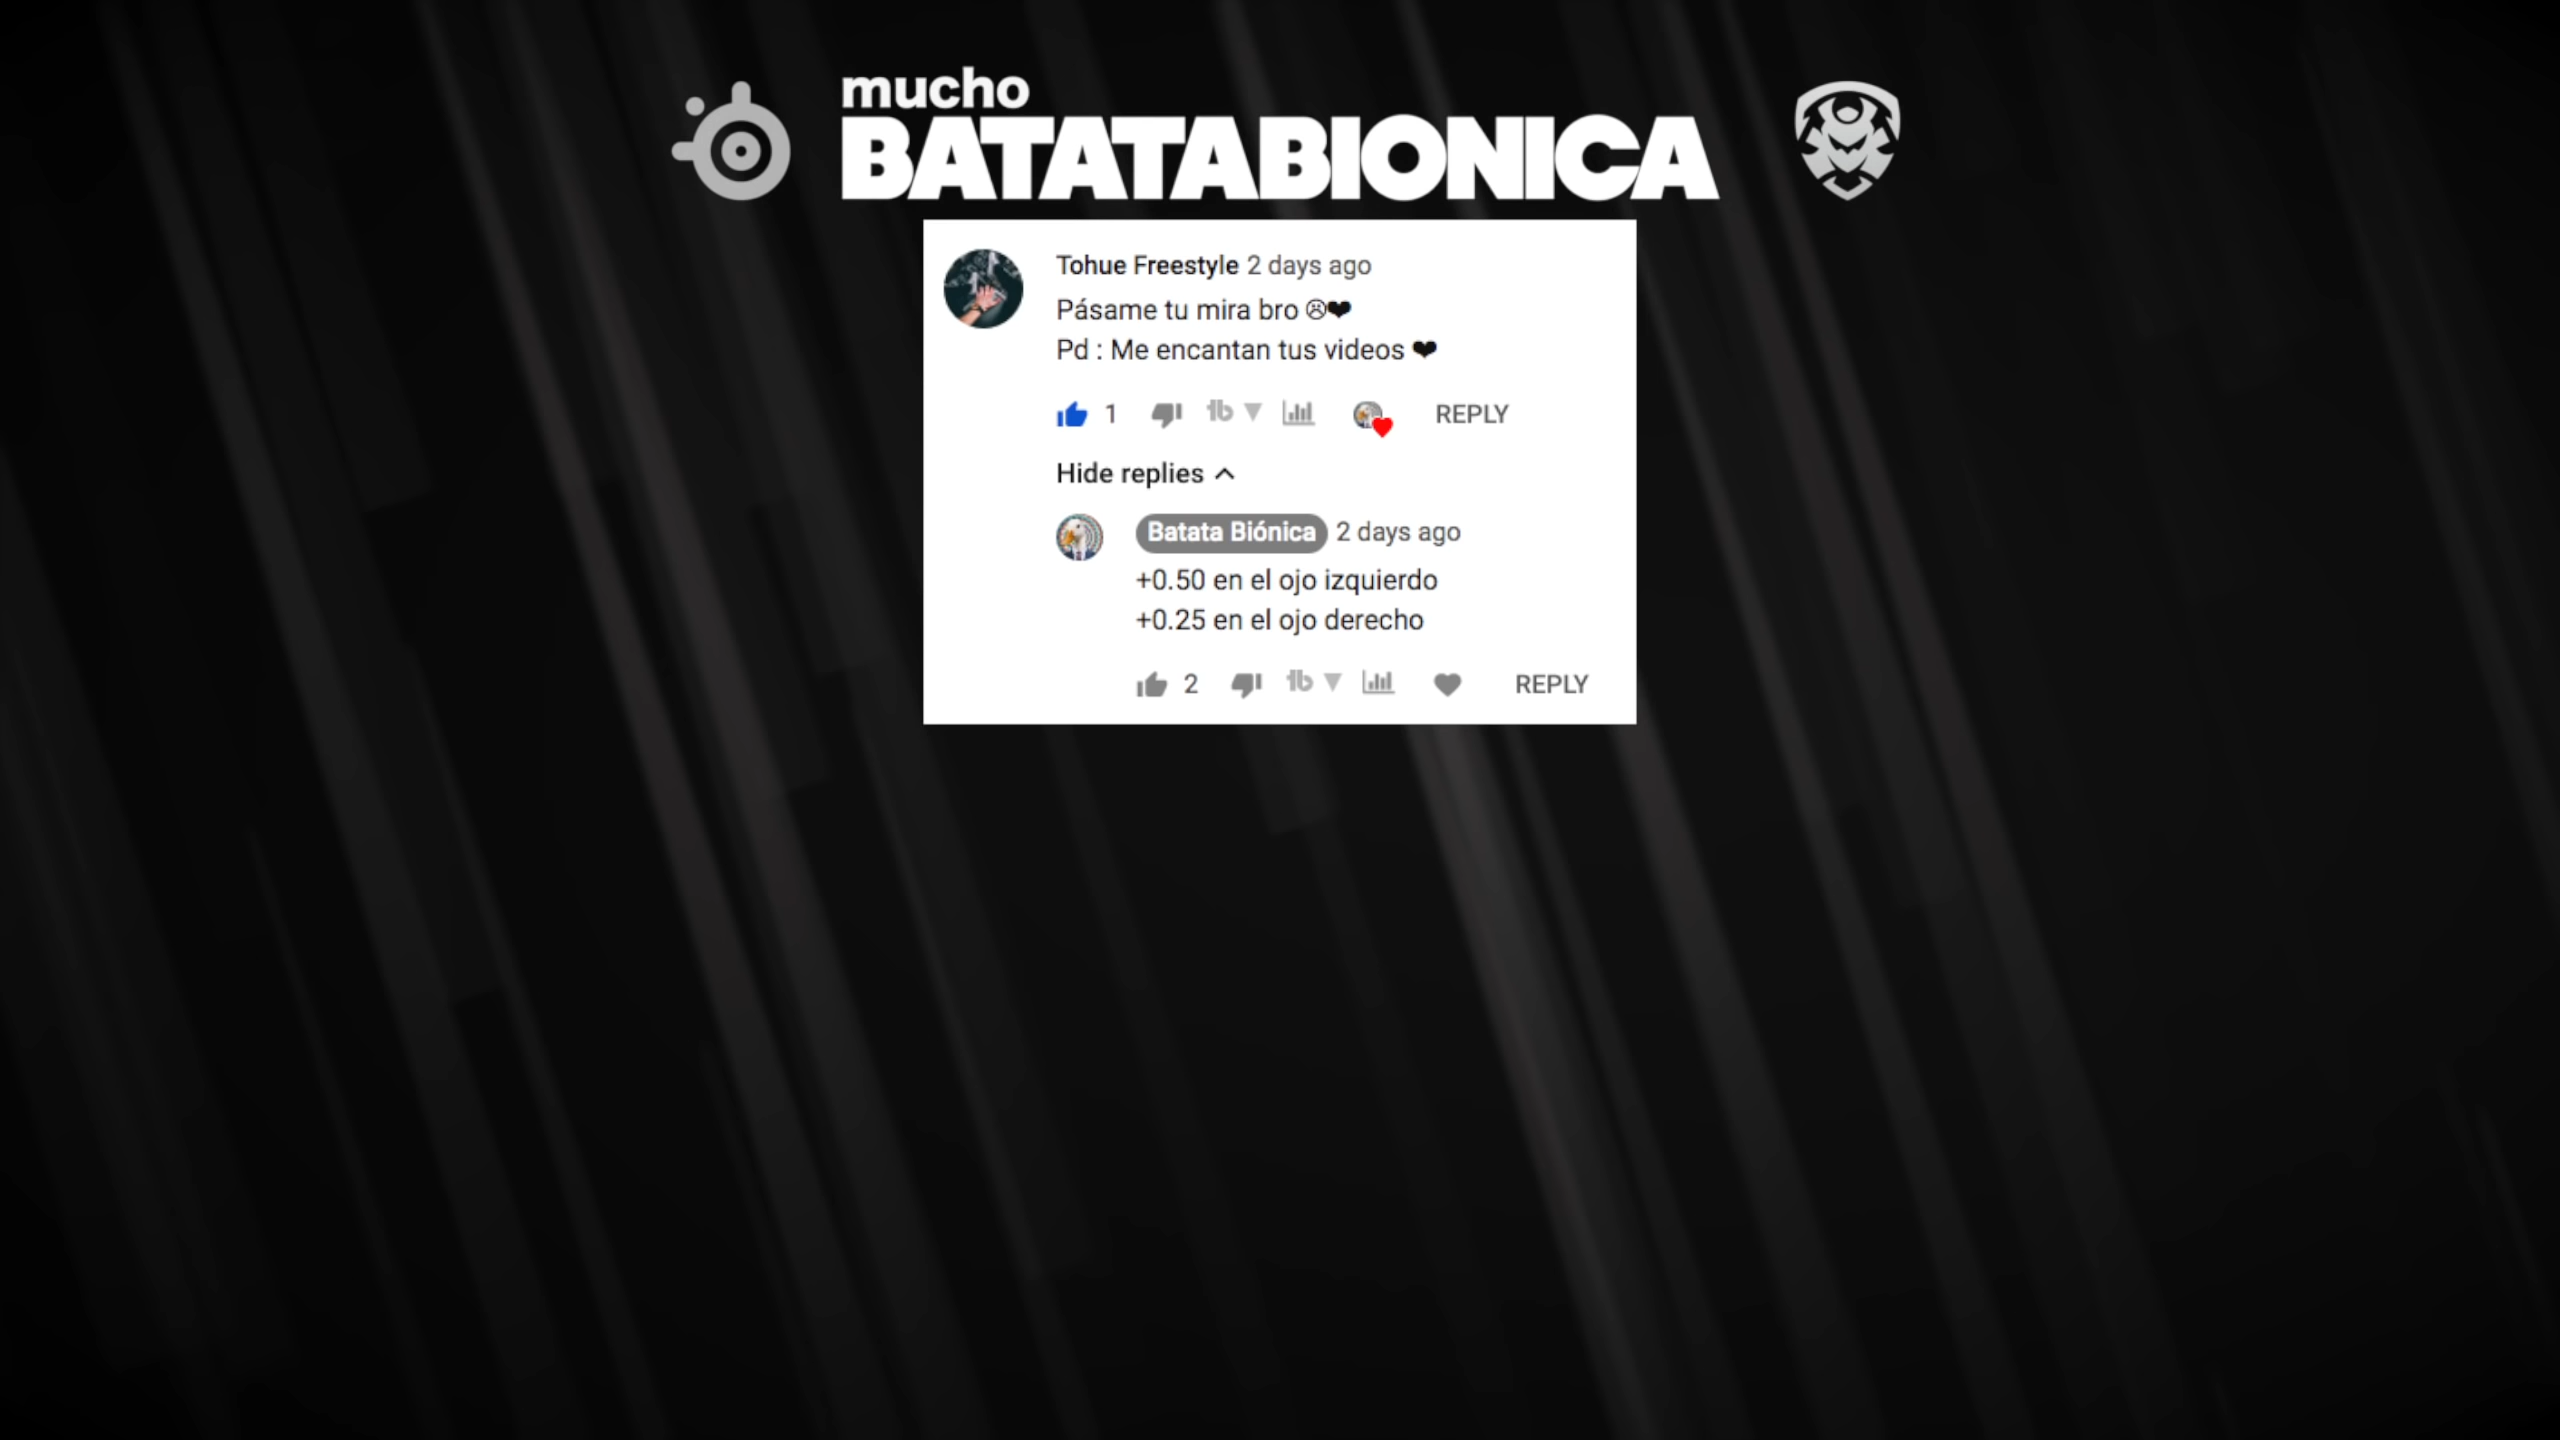 mucho
BATATABIONICA
Tohue Freestyle 2 days ago
Pásame tu mira bro ☹❤
Pd : Me encantan tus videos ❤
1 tb REPLY
Hide replies
Batata Biónica 2 days ago
+0.50 en el ojo izquierdo
+0.25 en el ojo derecho
2 tb REPLY